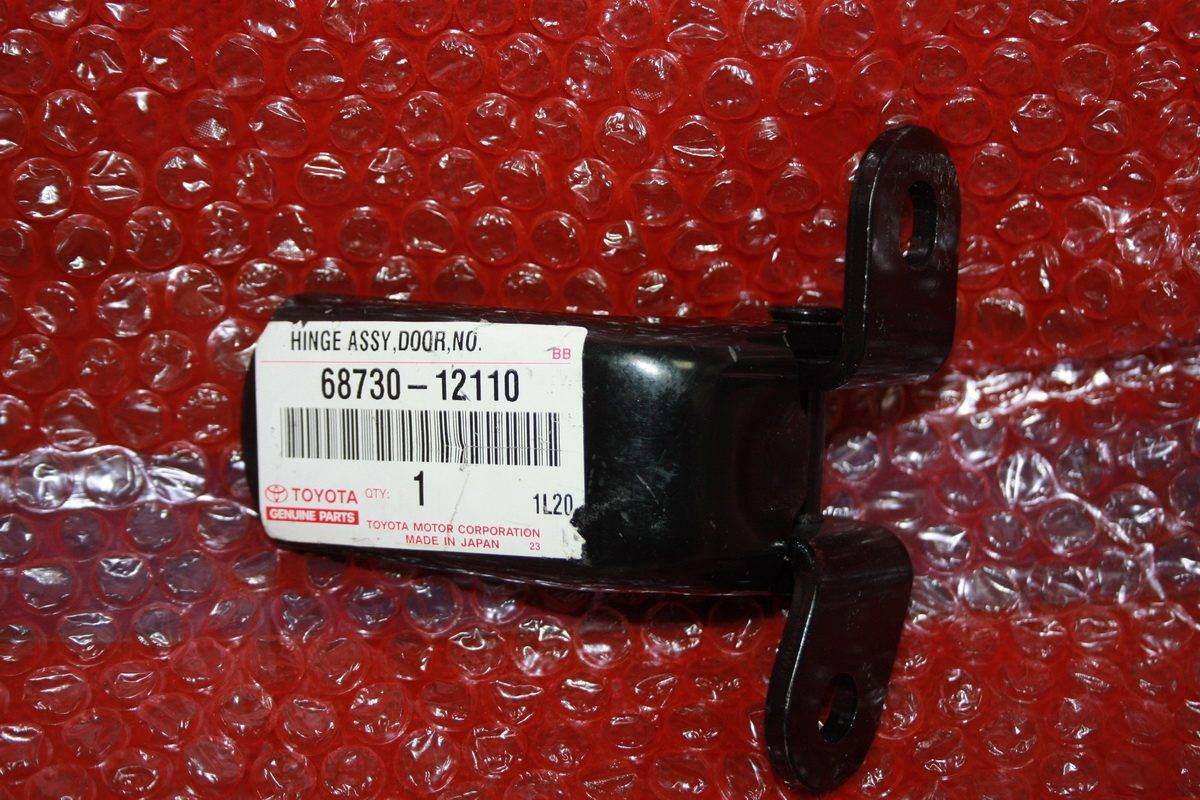 HINGE ASSY,DOOR,NO.
BB
68730-12110
TOYOTA QTY: 1 1L20
GENUINE PARTS
TOYOTA MOTOR CORPORATION
MADE IN JAPAN 23